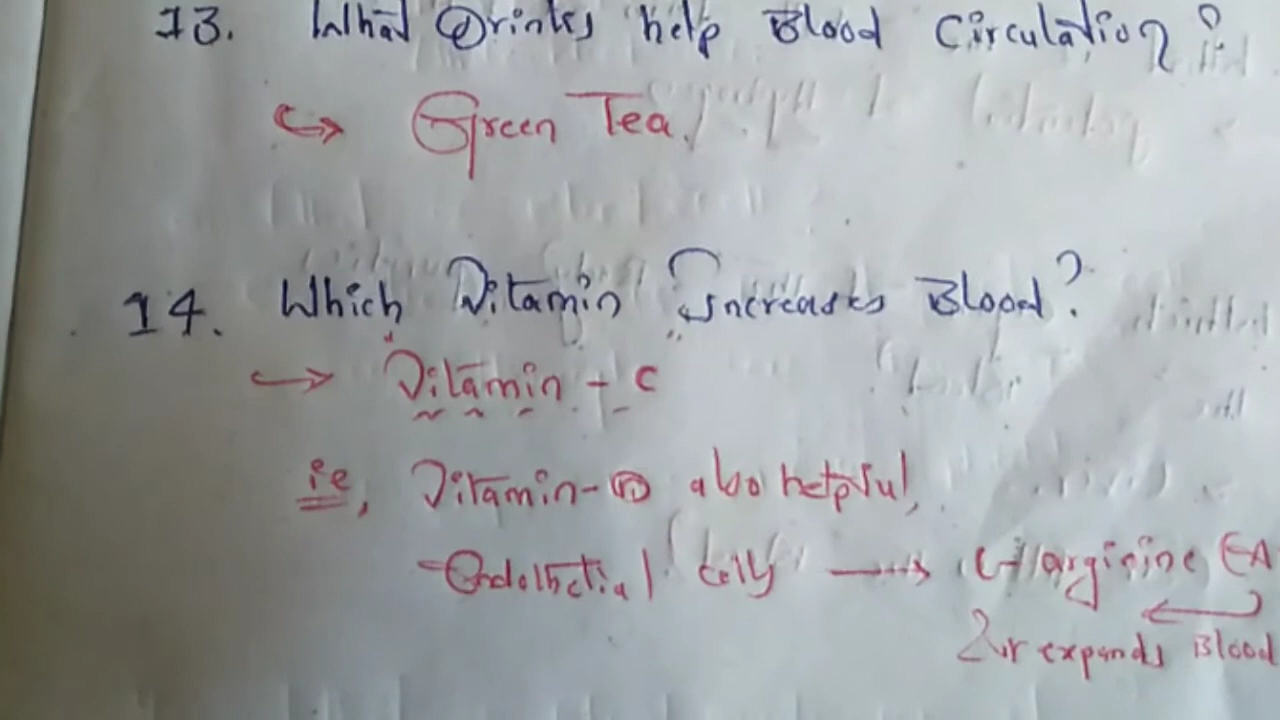 13. What Drinks help Blood Circulation?
↪ Green Tea.
14. Which Vitamin Increases Blood?
↪ Vitamin - C
ie, Vitamin-D also helpful,
Endothelial cells → L-arginine
expands Blood